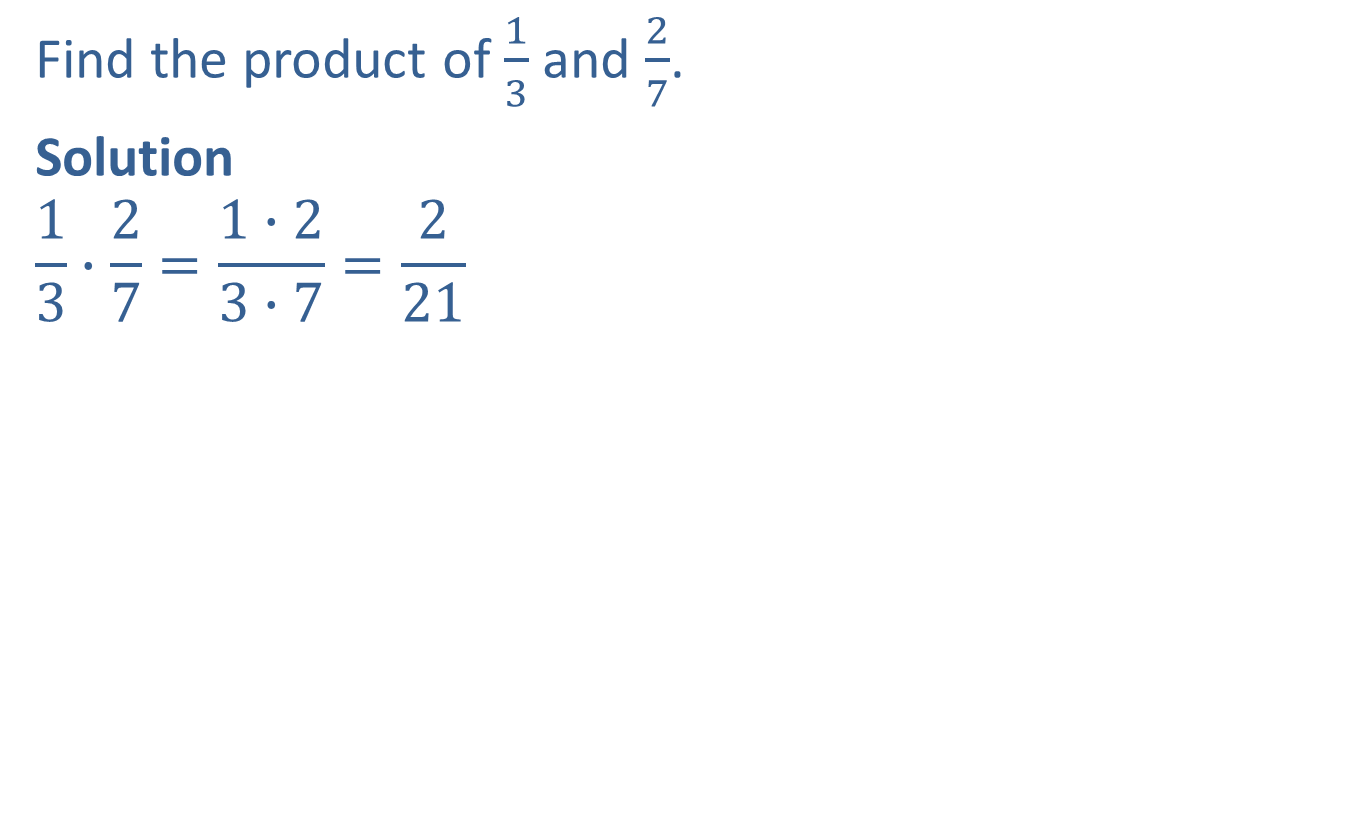 Find the product of 1/3 and 2/7.
Solution
1/3 · 2/7 = (1 · 2)/(3 · 7) = 2/21